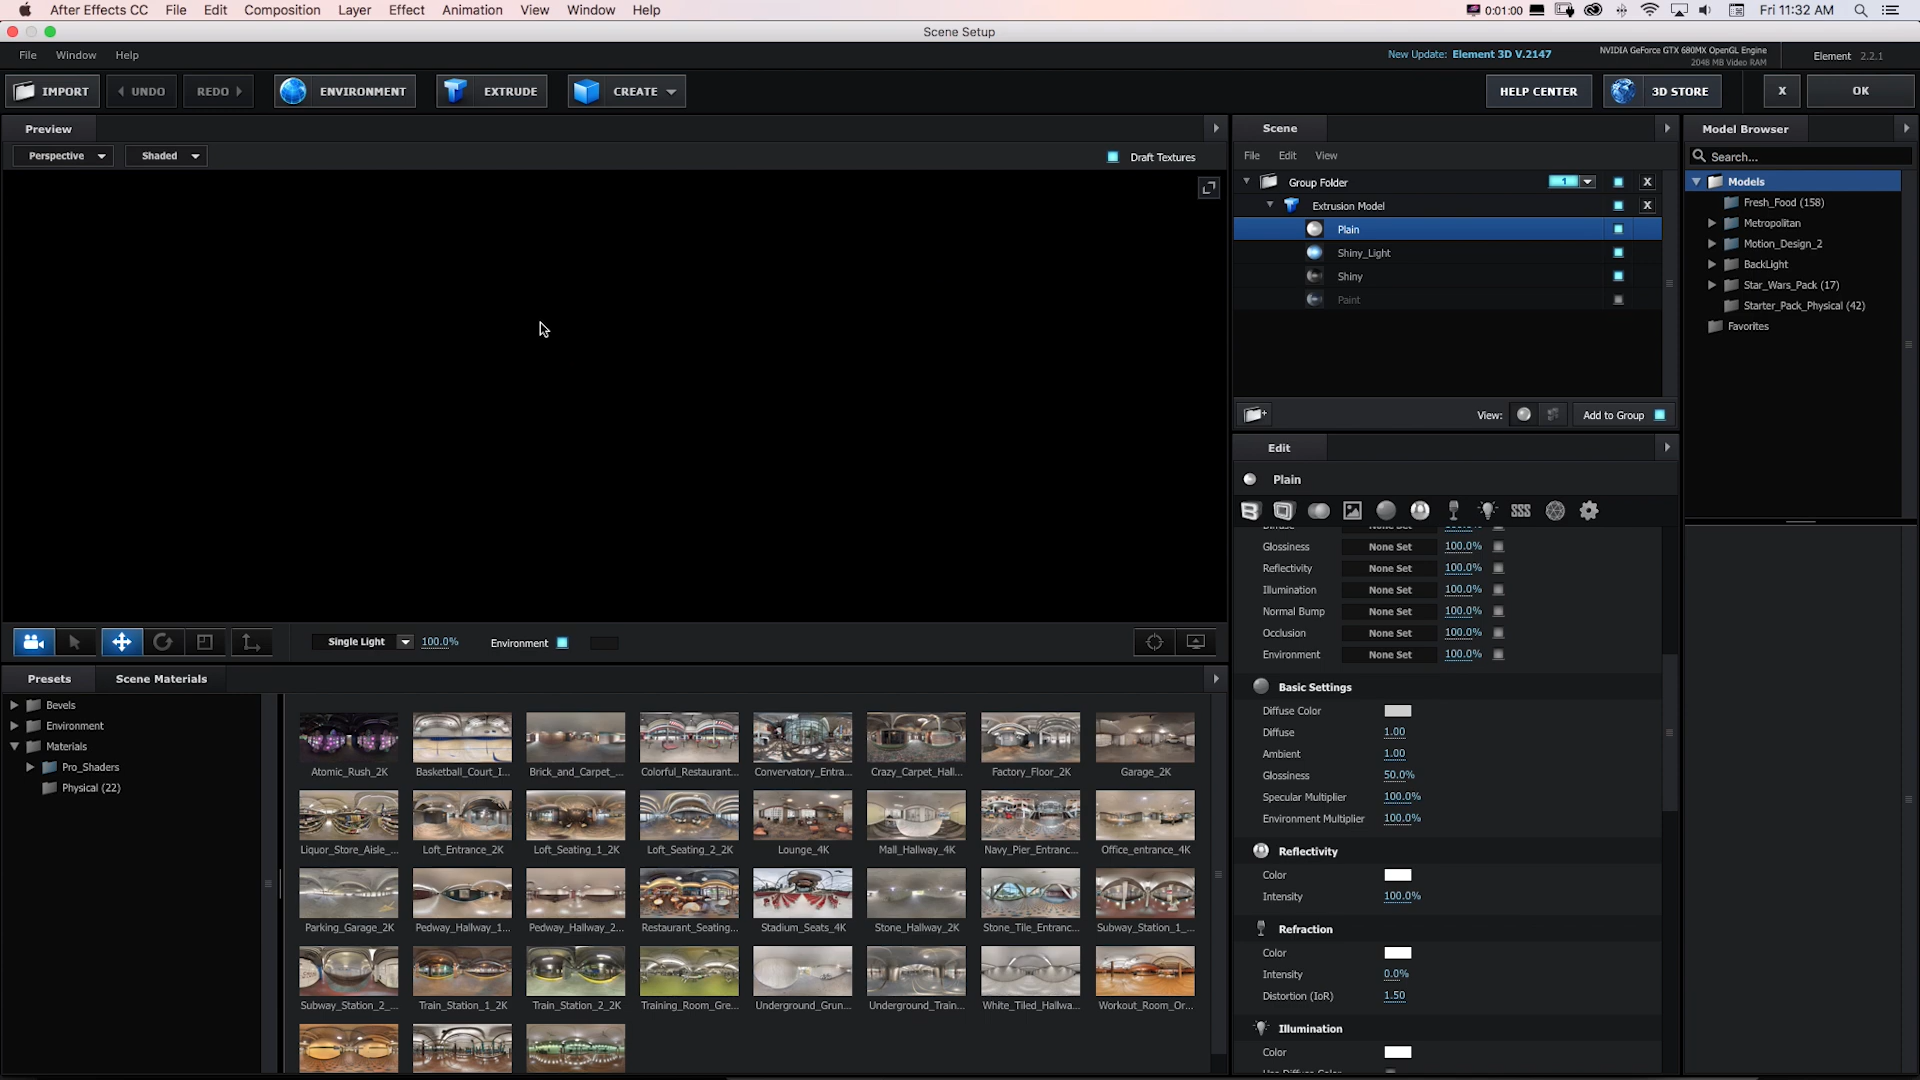 After Effects CC File Edit Composition Layer Effect Animation View Window Help 0:01:00 Fri 11:32 AM
Scene Setup
File Window Help New Update: Element 3D V.2147 NVIDIA GeForce GTX 680MX OpenGL Engine Element 2.2.1
2048 MB Video RAM
IMPORT UNDO REDO ENVIRONMENT EXTRUDE CREATE HELP CENTER 3D STORE X OK
Preview Scene Model Browser
Perspective Shaded Draft Textures File Edit View Search...
Group Folder 1 X Models
Extrusion Model X Fresh_Food (158)
Plain Metropolitan
Shiny_Light Motion_Design_2
Shiny BackLight
Paint Star_Wars_Pack (17)
Starter_Pack_Physical (42)
Favorites
View: Add to Group
Edit
Plain
Glossiness None Set 100.0%
Reflectivity None Set 100.0%
Illumination None Set 100.0%
Normal Bump None Set 100.0%
Occlusion None Set 100.0%
Environment None Set 100.0%
Single Light 100.0% Environment
Presets Scene Materials
Basic Settings
Diffuse Color
Diffuse 1.00
Ambient 1.00
Glossiness 50.0%
Specular Multiplier 100.0%
Environment Multiplier 100.0%
Reflectivity
Color
Intensity 100.0%
Refraction
Color
Intensity 0.0%
Distortion (IoR) 1.50
Illumination
Color
Bevels
Environment
Materials
Pro_Shaders
Physical (22)
Atomic_Rush_2K Basketball_Court_I... Brick_and_Carpet_... Colorful_Restaurant... Convervatory_Entra... Crazy_Carpet_Hall... Factory_Floor_2K Garage_2K
Liquor_Store_Aisle_... Loft_Entrance_2K Loft_Seating_1_2K Loft_Seating_2_2K Lounge_4K Mall_Hallway_4K Navy_Pier_Entranc... Office_entrance_4K
Parking_Garage_2K Pedway_Hallway_1... Pedway_Hallway_2... Restaurant_Seating... Stadium_Seats_4K Stone_Hallway_2K Stone_Tile_Entranc... Subway_Station_1_...
Subway_Station_2_... Train_Station_1_2K Train_Station_2_2K Training_Room_Gre... Underground_Grun... Underground_Train... White_Tiled_Hallwa... Workout_Room_Or...